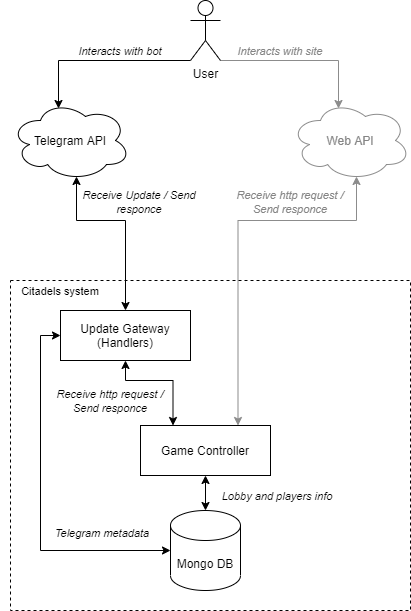 Interacts with bot
Interacts with site
User
Telegram API
Web API
Receive Update / Send
responce
Receive http request /
Send responce
Citadels system
Update Gateway
(Handlers)
Receive http request /
Send responce
Game Controller
Lobby and players info
Telegram metadata
Mongo DB